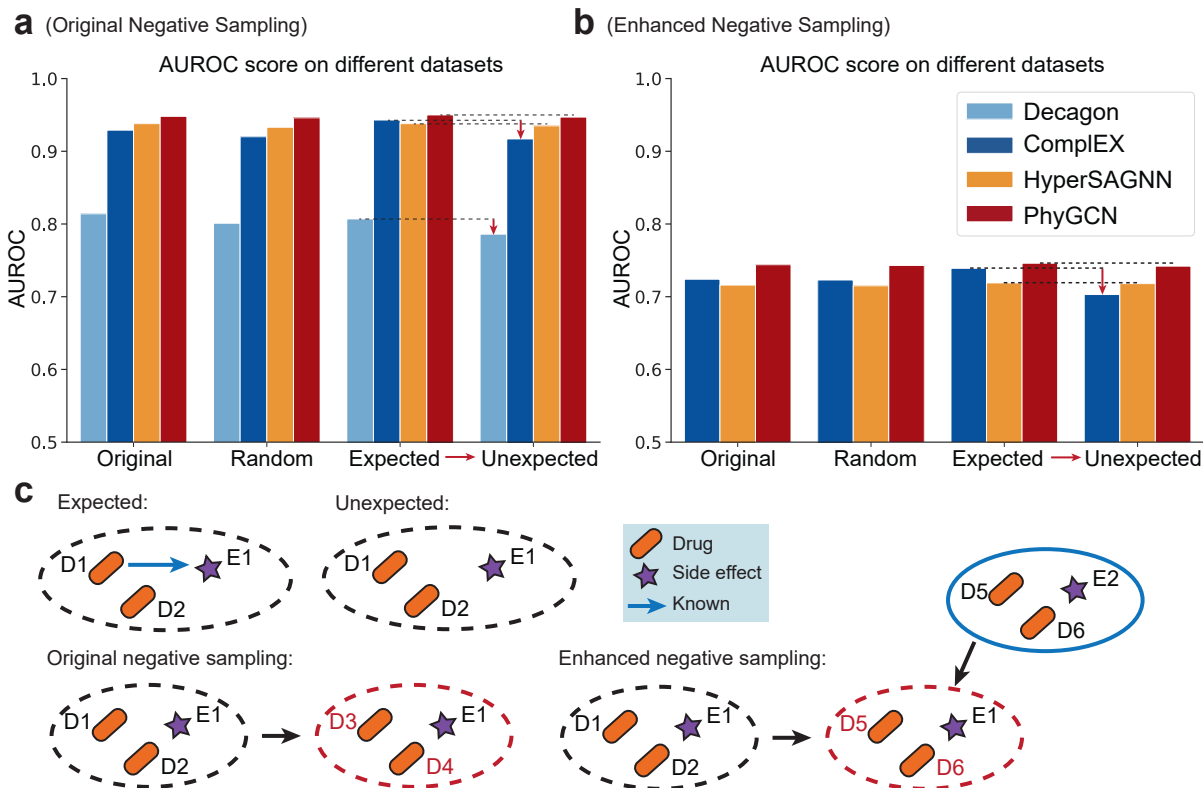 a (Original Negative Sampling)
AUROC score on different datasets
1.0
0.9
0.8
0.7
0.6
0.5
AUROC
Original Random Expected Unexpected
b (Enhanced Negative Sampling)
AUROC score on different datasets
1.0
0.9
0.8
0.7
0.6
0.5
AUROC
Decagon
ComplEX
HyperSAGNN
PhyGCN
Original Random Expected Unexpected
c
Expected:
D1 E1
D2
Unexpected:
D1 E1
D2
Drug
Side effect
Known
D5 E2
D6
Original negative sampling:
D1 E1
D2
D3 E1
D4
Enhanced negative sampling:
D1 E1
D2
D5 E1
D6